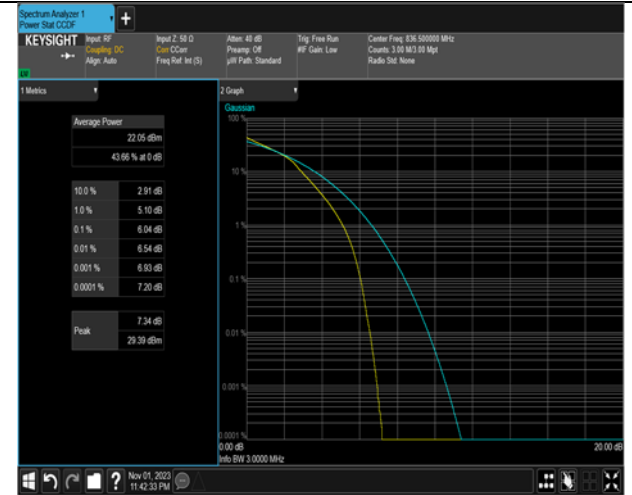 Spectrum Analyzer 1
Power Stat CCDF
+
KEYSIGHT
Input: RF
Coupling: DC
Align: Auto
Input Z: 50 Ω
Corr CCorr
Freq Ref: Int (S)
Atten: 40 dB
Preamp: Off
µW Path: Standard
Trig: Free Run
#IF Gain: Low
Center Freq: 836.500000 MHz
Counts: 3.00 M/3.00 Mpt
Radio Std: None
1 Metrics
Average Power
22.05 dBm
43.66 % at 0 dB
10.0 % 2.91 dB
1.0 % 5.10 dB
0.1 % 6.04 dB
0.01 % 6.54 dB
0.001 % 6.93 dB
0.0001 % 7.20 dB
Peak
7.34 dB
29.39 dBm
2 Graph
Gaussian
100 %
10 %
1 %
0.1 %
0.01 %
0.001 %
0.0001 %
0.00 dB
20.00 dB
Info BW 3.0000 MHz
?
Nov 01, 2023
11:42:33 PM